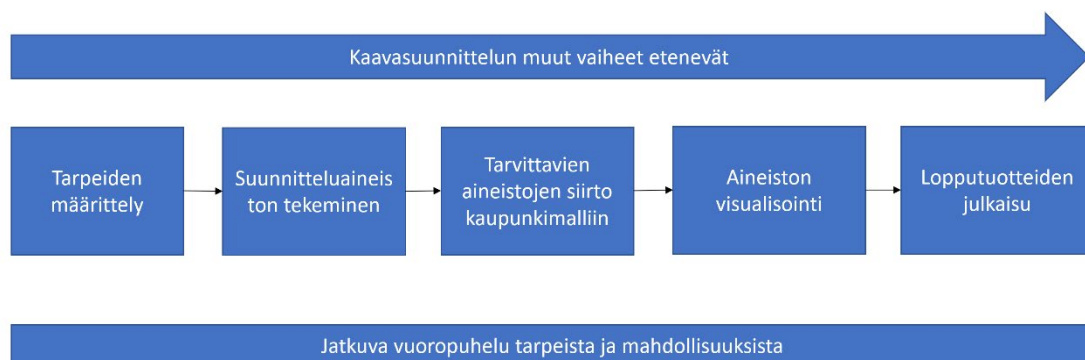 Kaavasuunnittelun muut vaiheet etenevät
Tarpeiden
määrittely
Suunnitteluaineis
ton tekeminen
Tarvittavien
aineistojen siirto
kaupunkimalliin
Aineiston
visualisointi
Lopputuotteiden
julkaisu
Jatkuva vuoropuhelu tarpeista ja mahdollisuuksista